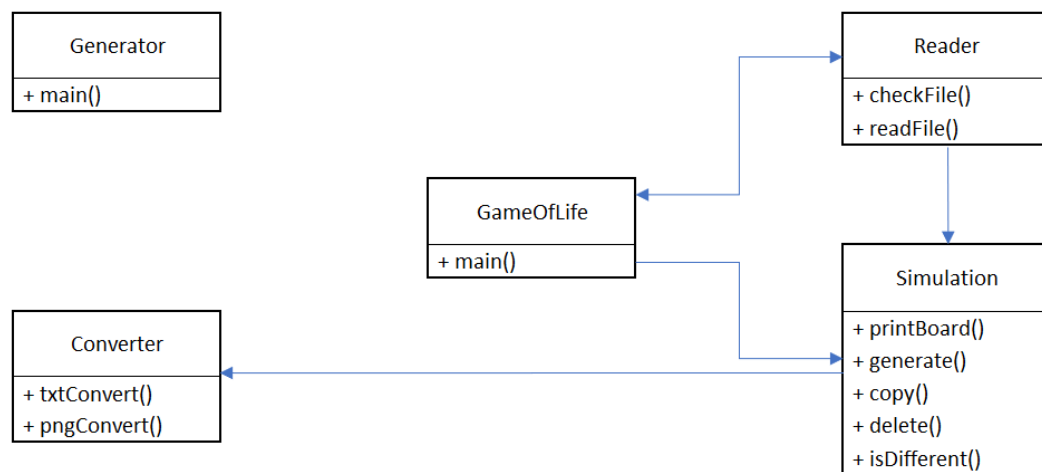 Generator
+ main()
Reader
+ checkFile()
+ readFile()
GameOfLife
+ main()
Simulation
+ printBoard()
+ generate()
+ copy()
+ delete()
+ isDifferent()
Converter
+ txtConvert()
+ pngConvert()